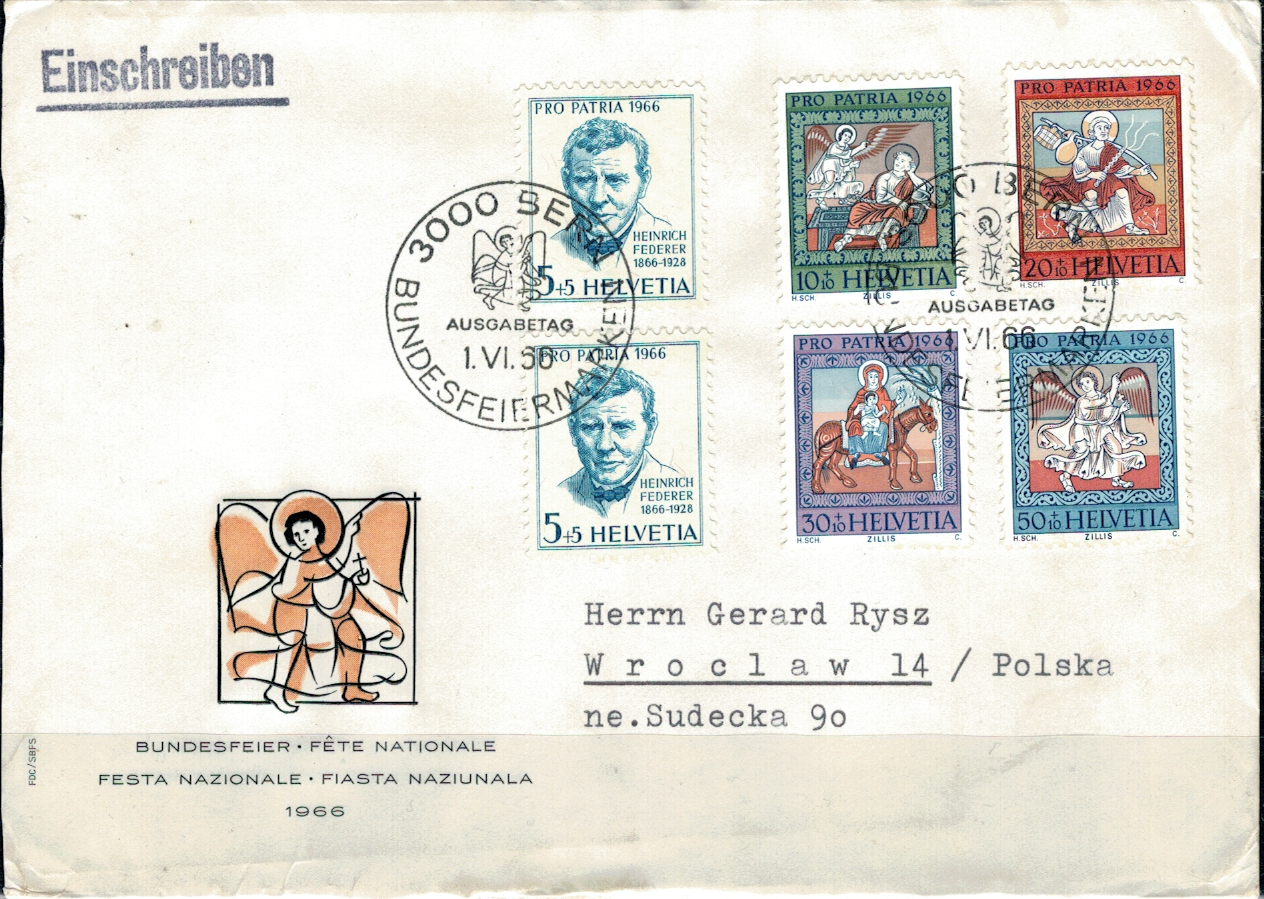 Einschreiben
PRO PATRIA 1966
HEINRICH
FEDERER
1866-1928
5+5 HELVETIA
PRO PATRIA 1966
10+10 HELVETIA
H.SCH. ZILLIS C.
PRO PATRIA 1966
20+10 HELVETIA
H.SCH. ZILLIS C.
3000 BERN
AUSGABETAG
1.VI.66
BUNDESFEIERMARKEN
3000 BERN
AUSGABETAG
1.VI.66
BUNDESFEIERMARKEN
PRO PATRIA 1966
HEINRICH
FEDERER
1866-1928
5+5 HELVETIA
PRO PATRIA 1966
30+10 HELVETIA
H.SCH. ZILLIS C.
PRO PATRIA 1966
50+10 HELVETIA
H.SCH. ZILLIS C.
Herrn Gerard Rysz
Wroclaw 14 / Polska
ne.Sudecka 9o
BUNDESFEIER · FÊTE NATIONALE
FESTA NAZIONALE · FIASTA NAZIUNALA
1966
FDC/SBFS